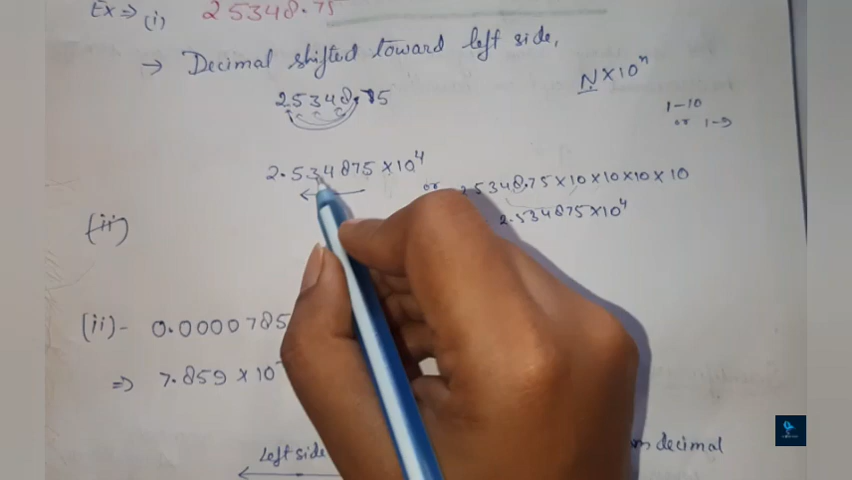 Ex ⇒ (i) 25348.75
→ Decimal shifted toward left side,
N×10ⁿ
25348.75
1-10
or 1-9
2.534875 × 10⁴
or 25348.75×10×10×10×10
2.534875×10⁴
(ii)
(ii)- 0.0000785
⇒ 7.859 × 10⁻
Left side
decimal